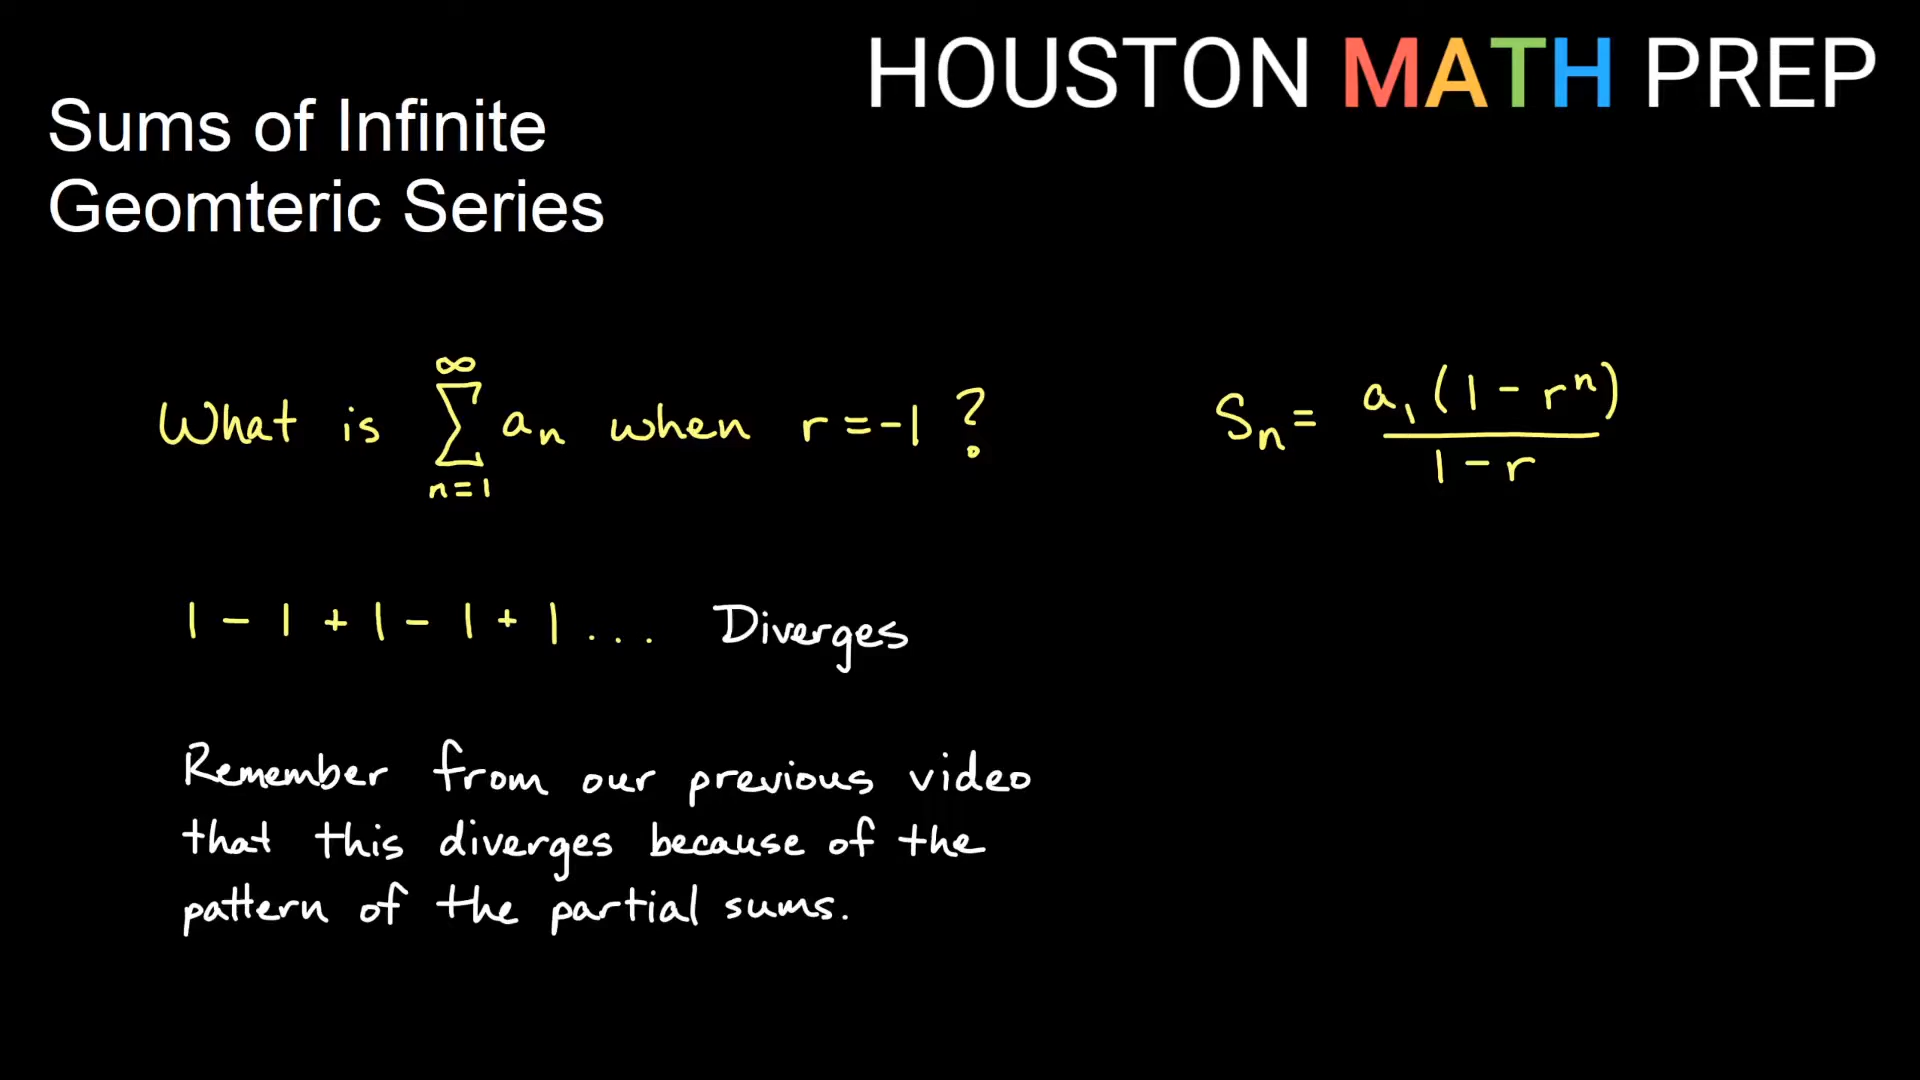 HOUSTON MATH PREP
Sums of Infinite
Geomteric Series
What is ∑_{n=1}^{∞} a_n when r = -1 ?
S_n = a_1(1 - r^n) / (1 - r)
1 - 1 + 1 - 1 + 1 ... Diverges
Remember from our previous video
that this diverges because of the
pattern of the partial sums.